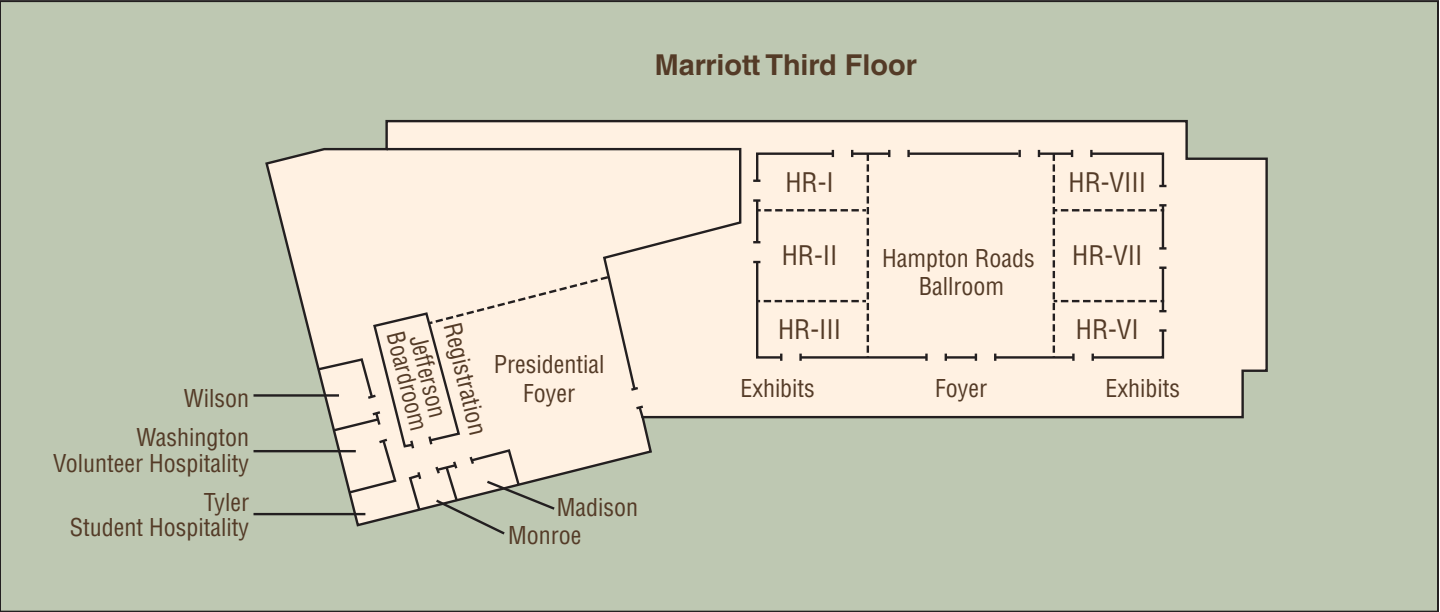 Marriott Third Floor
HR-I
HR-VIII
HR-II
Hampton Roads
Ballroom
HR-VII
HR-III
HR-VI
Exhibits
Foyer
Exhibits
Registration
Jefferson
Boardroom
Presidential
Foyer
Wilson
Washington
Volunteer Hospitality
Tyler
Student Hospitality
Madison
Monroe